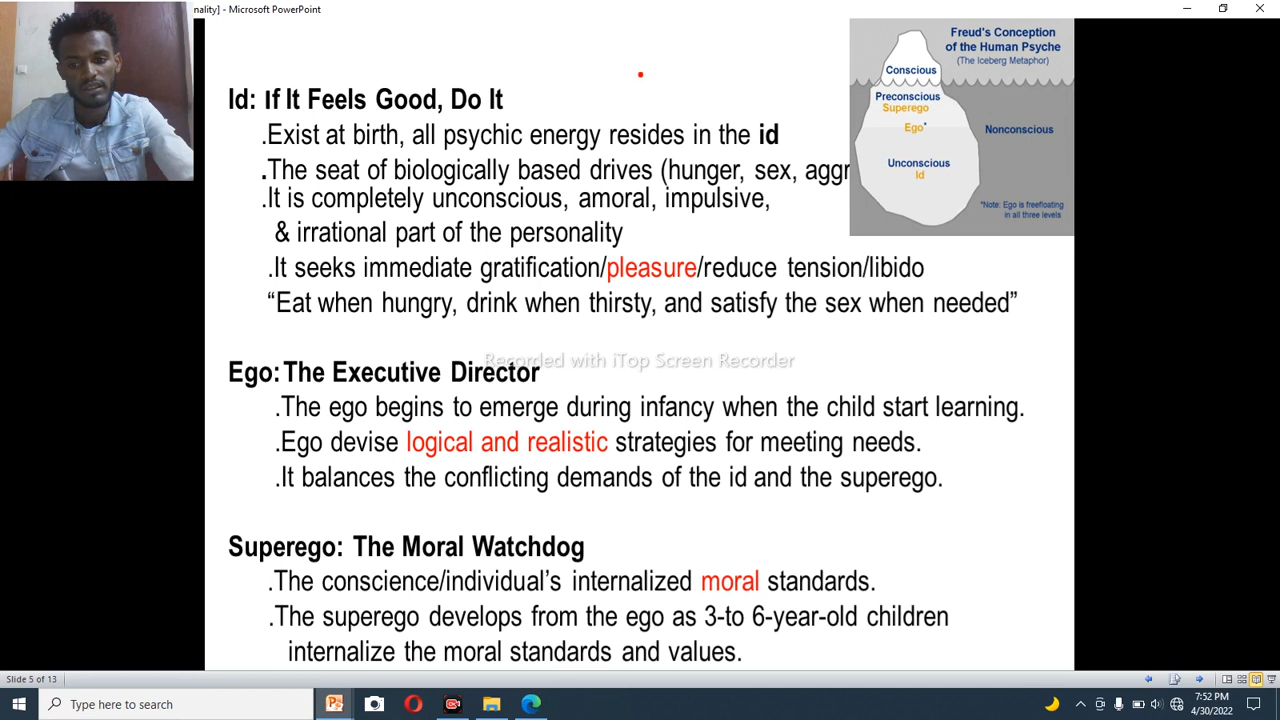 nality] - Microsoft PowerPoint
Freud's Conception
of the Human Psyche
(The Iceberg Metaphor)
Conscious
Preconscious
Superego
Ego*
Nonconscious
Unconscious
Id
*Note: Ego is freefloating
in all three levels
Id: If It Feels Good, Do It
.Exist at birth, all psychic energy resides in the id
.The seat of biologically based drives (hunger, sex, aggr
.It is completely unconscious, amoral, impulsive,
& irrational part of the personality
.It seeks immediate gratification/pleasure/reduce tension/libido
“Eat when hungry, drink when thirsty, and satisfy the sex when needed”
Recorded with iTop Screen Recorder
Ego: The Executive Director
.The ego begins to emerge during infancy when the child start learning.
.Ego devise logical and realistic strategies for meeting needs.
.It balances the conflicting demands of the id and the superego.
Superego: The Moral Watchdog
.The conscience/individual’s internalized moral standards.
.The superego develops from the ego as 3-to 6-year-old children
internalize the moral standards and values.
Slide 5 of 13
Type here to search
7:52 PM
4/30/2022